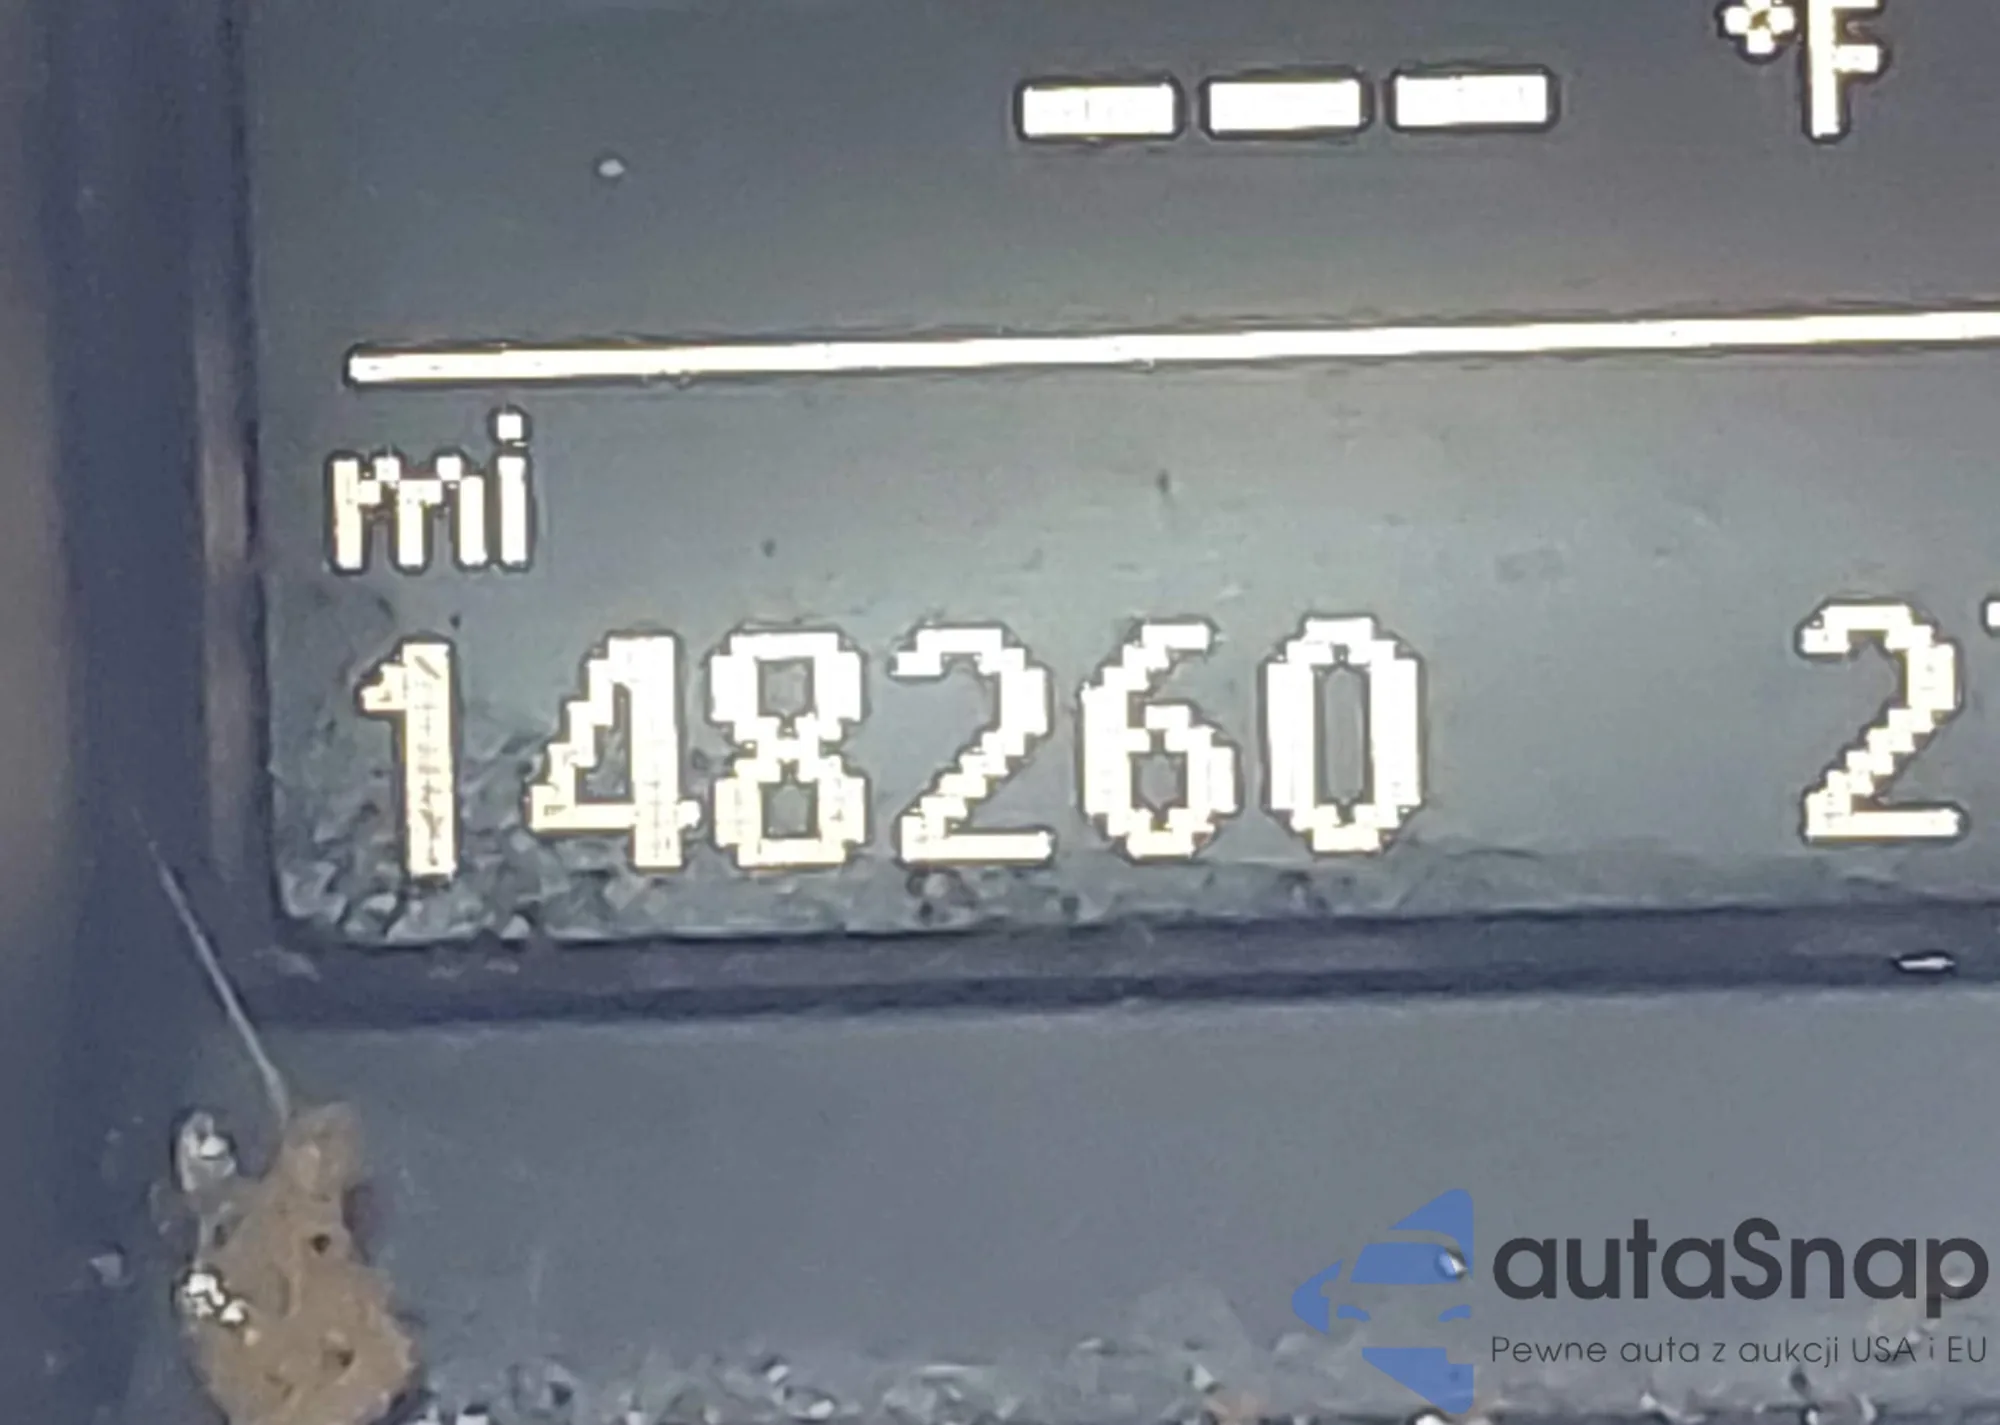 --- °F
mi
148260 2
autaSnap
Pewne auta z aukcji USA i EU